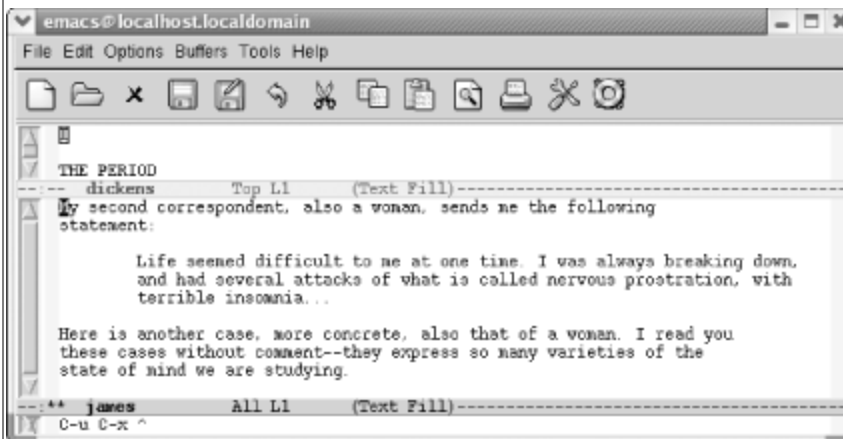 emacs@localhost.localdomain
File Edit Options Buffers Tools Help
I
THE PERIOD
--:-- dickens Top L1 (Text Fill)--------------------------------------------
My second correspondent, also a woman, sends me the following
statement:
Life seemed difficult to me at one time. I was always breaking down,
and had several attacks of what is called nervous prostration, with
terrible insomnia...
Here is another case, more concrete, also that of a woman. I read you
these cases without comment--they express so many varieties of the
state of mind we are studying.
--:** james All L1 (Text Fill)--------------------------------------------
C-u C-x ^